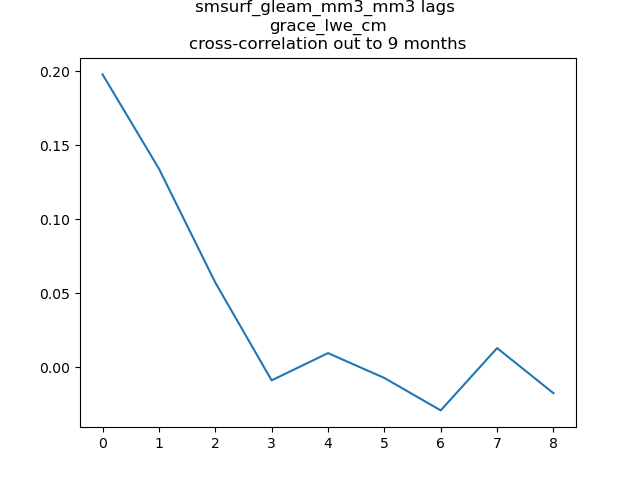 smsurf_gleam_mm3_mm3 lags
grace_lwe_cm
cross-correlation out to 9 months
0.20
0.15
0.10
0.05
0.00
0 1 2 3 4 5 6 7 8